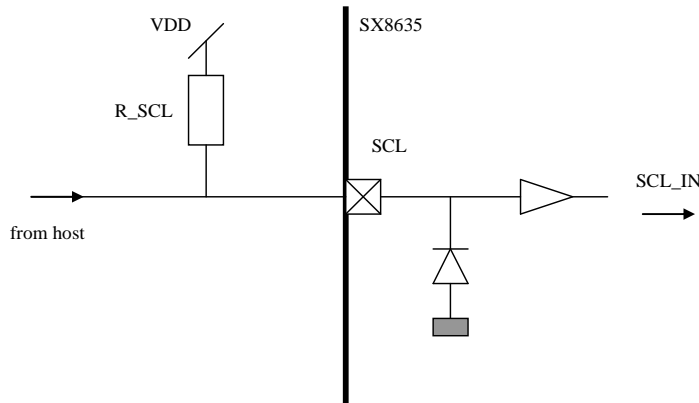 VDD
SX8635
R_SCL
SCL
SCL_IN
from host